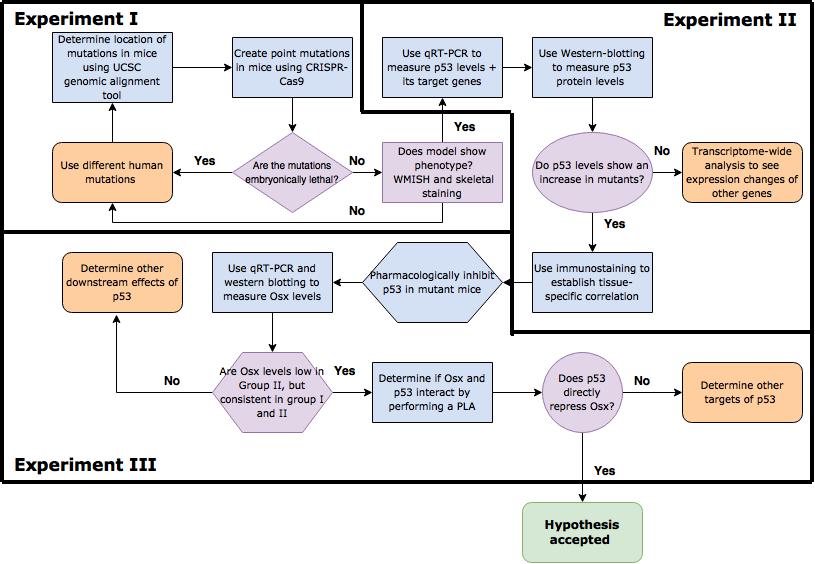 Experiment I
Experiment II
Determine location of
mutations in mice
using UCSC
genomic alignment
tool
Create point mutations
in mice using CRISPR-
Cas9
Use qRT-PCR to
measure p53 levels +
its target genes
Use Western-blotting
to measure p53
protein levels
Yes
Use different human
mutations
Yes
Are the mutations
embryonically lethal?
No
Does model show
phenotype?
WMISH and skeletal
staining
No
Do p53 levels show an
increase in mutants?
No
Transcriptome-wide
analysis to see
expression changes of
other genes
Yes
Determine other
downstream effects of
p53
Use qRT-PCR and
western blotting to
measure Osx levels
Pharmacologically inhibit
p53 in mutant mice
Use immunostaining to
establish tissue-
specific correlation
No
Are Osx levels low in
Group II, but
consistent in group I
and II
Yes
Determine if Osx and
p53 interact by
performing a PLA
Does p53
directly
repress Osx?
No
Determine other
targets of p53
Experiment III
Yes
Hypothesis
accepted